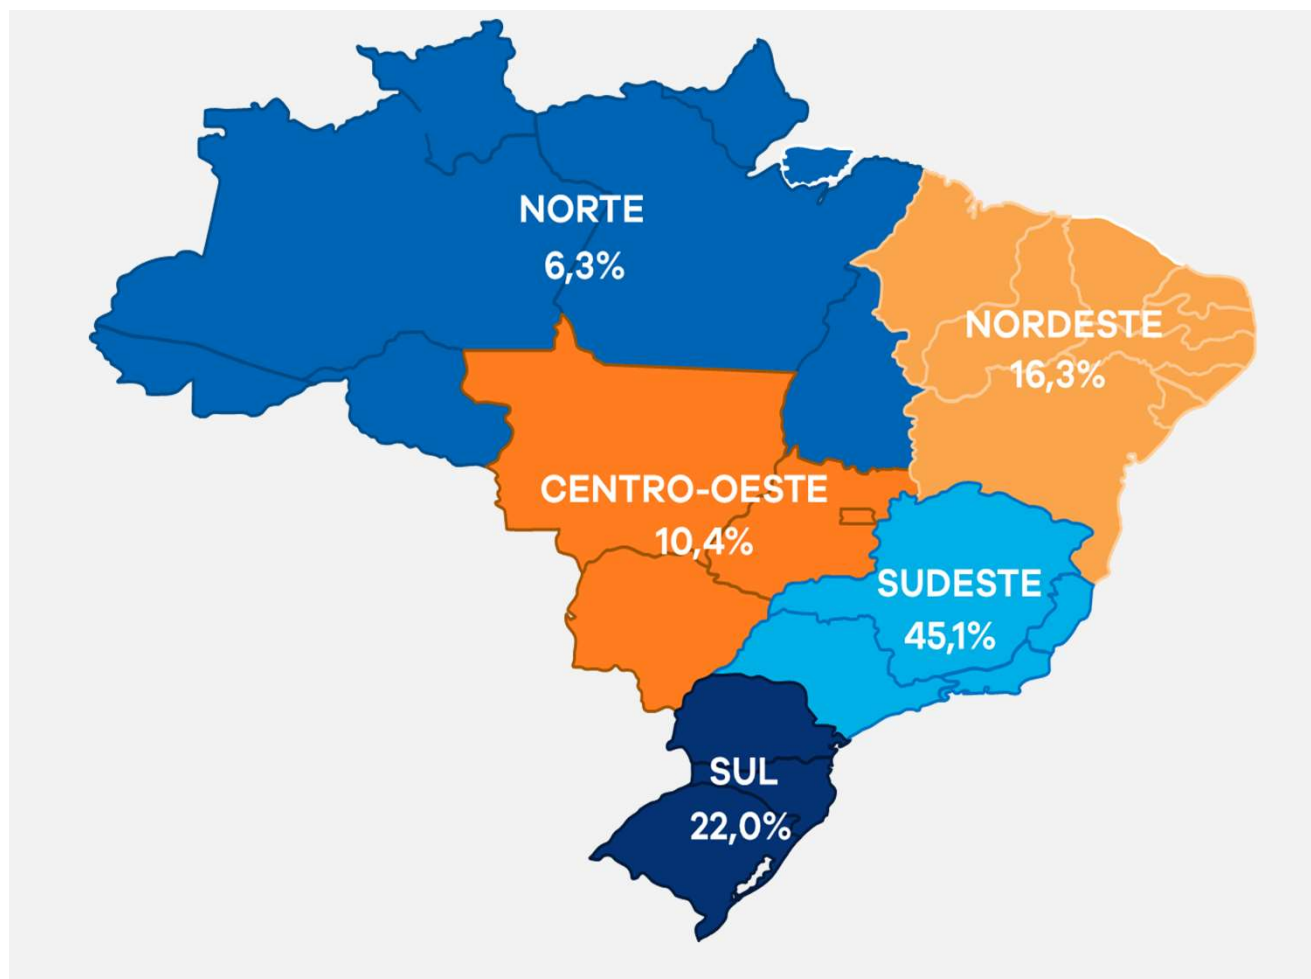 NORTE
6,3%
NORDESTE
16,3%
CENTRO-OESTE
10,4%
SUDESTE
45,1%
SUL
22,0%